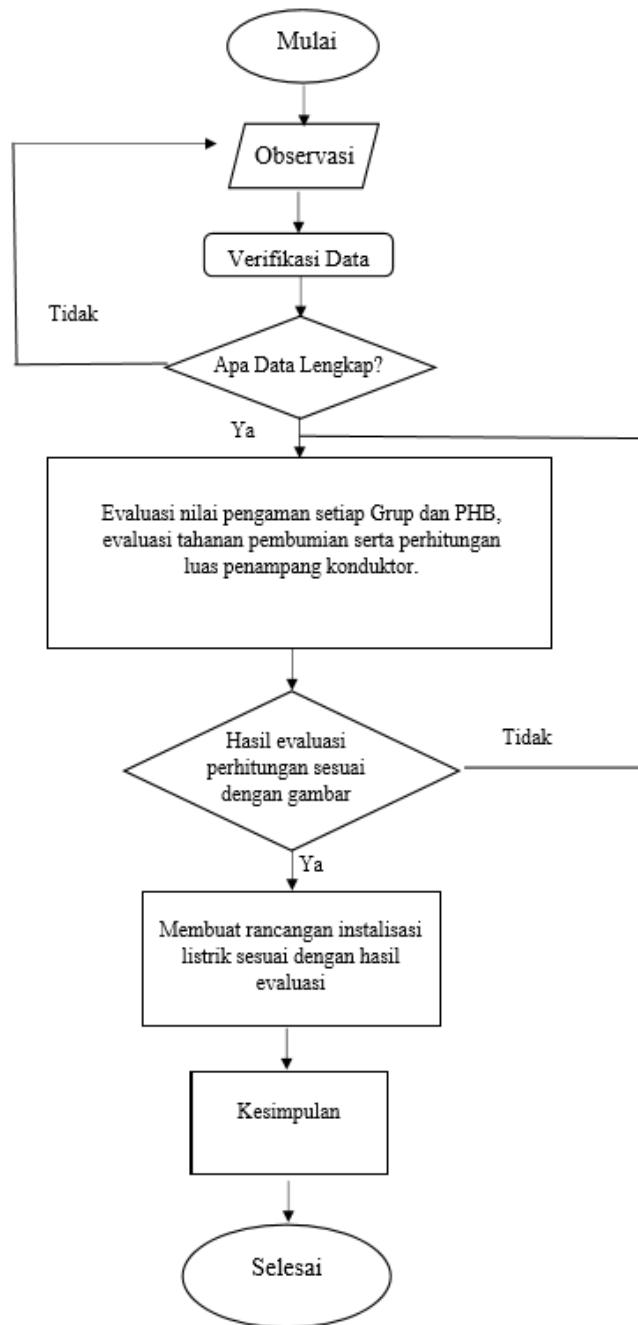 Mulai
Observasi
Verifikasi Data
Tidak
Apa Data Lengkap?
Ya
Evaluasi nilai pengaman setiap Grup dan PHB,
evaluasi tahanan pembumian serta perhitungan
luas penampang konduktor.
Hasil evaluasi
perhitungan sesuai
dengan gambar
Tidak
Ya
Membuat rancangan instalisasi
listrik sesuai dengan hasil
evaluasi
Kesimpulan
Selesai